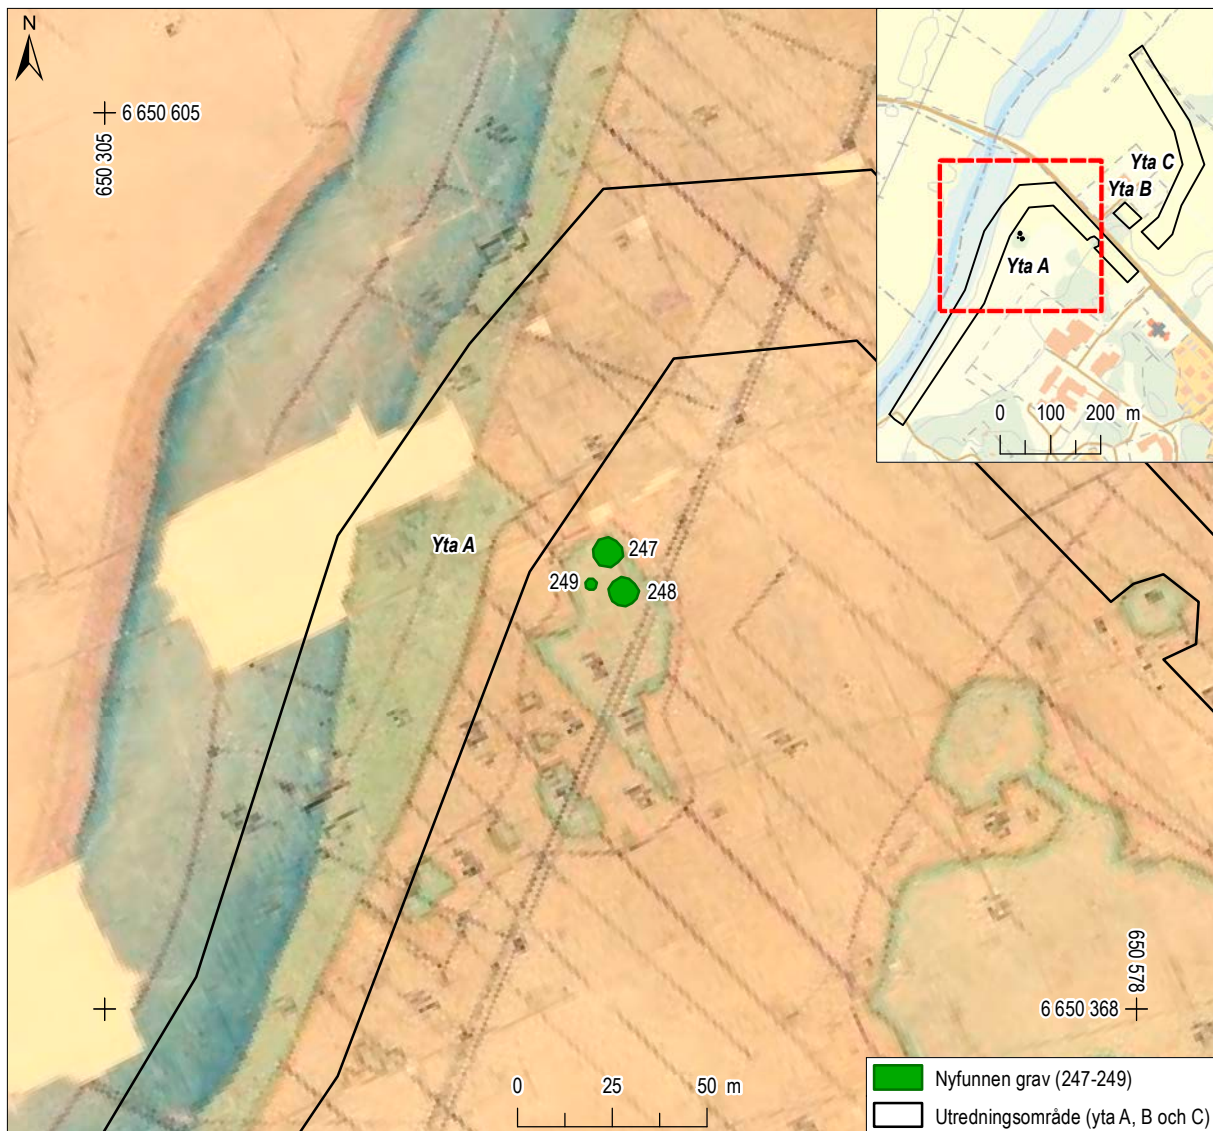 N
6 650 605
650 305
Yta C
Yta B
Yta A
0 100 200 m
Yta A
247
249
248
650 578
6 650 368
0 25 50 m
Nyfunnen grav (247-249)
Utredningsområde (yta A, B och C)